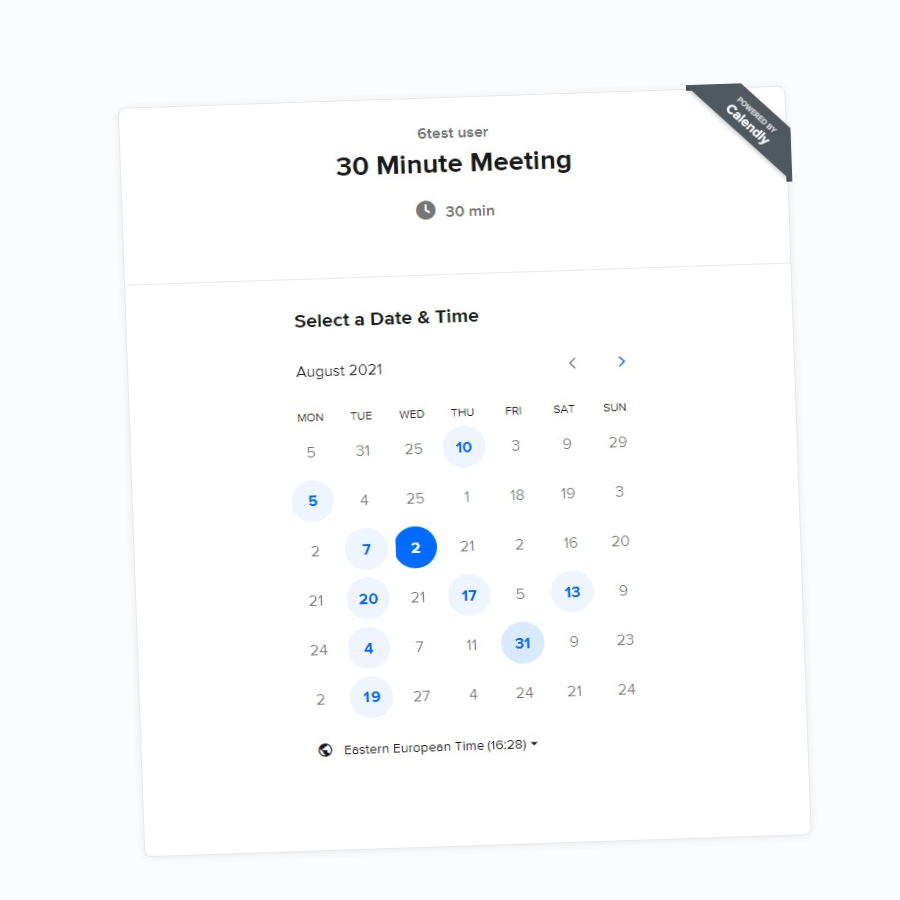 POWERED BY
Calendly
6test user
30 Minute Meeting
30 min
Select a Date & Time
August 2021
MON TUE WED THU FRI SAT SUN
5 31 25 10 3 9 29
5 4 25 1 18 19 3
2 7 2 21 2 16 20
21 20 21 17 5 13 9
24 4 7 11 31 9 23
2 19 27 4 24 21 24
Eastern European Time (16:28)